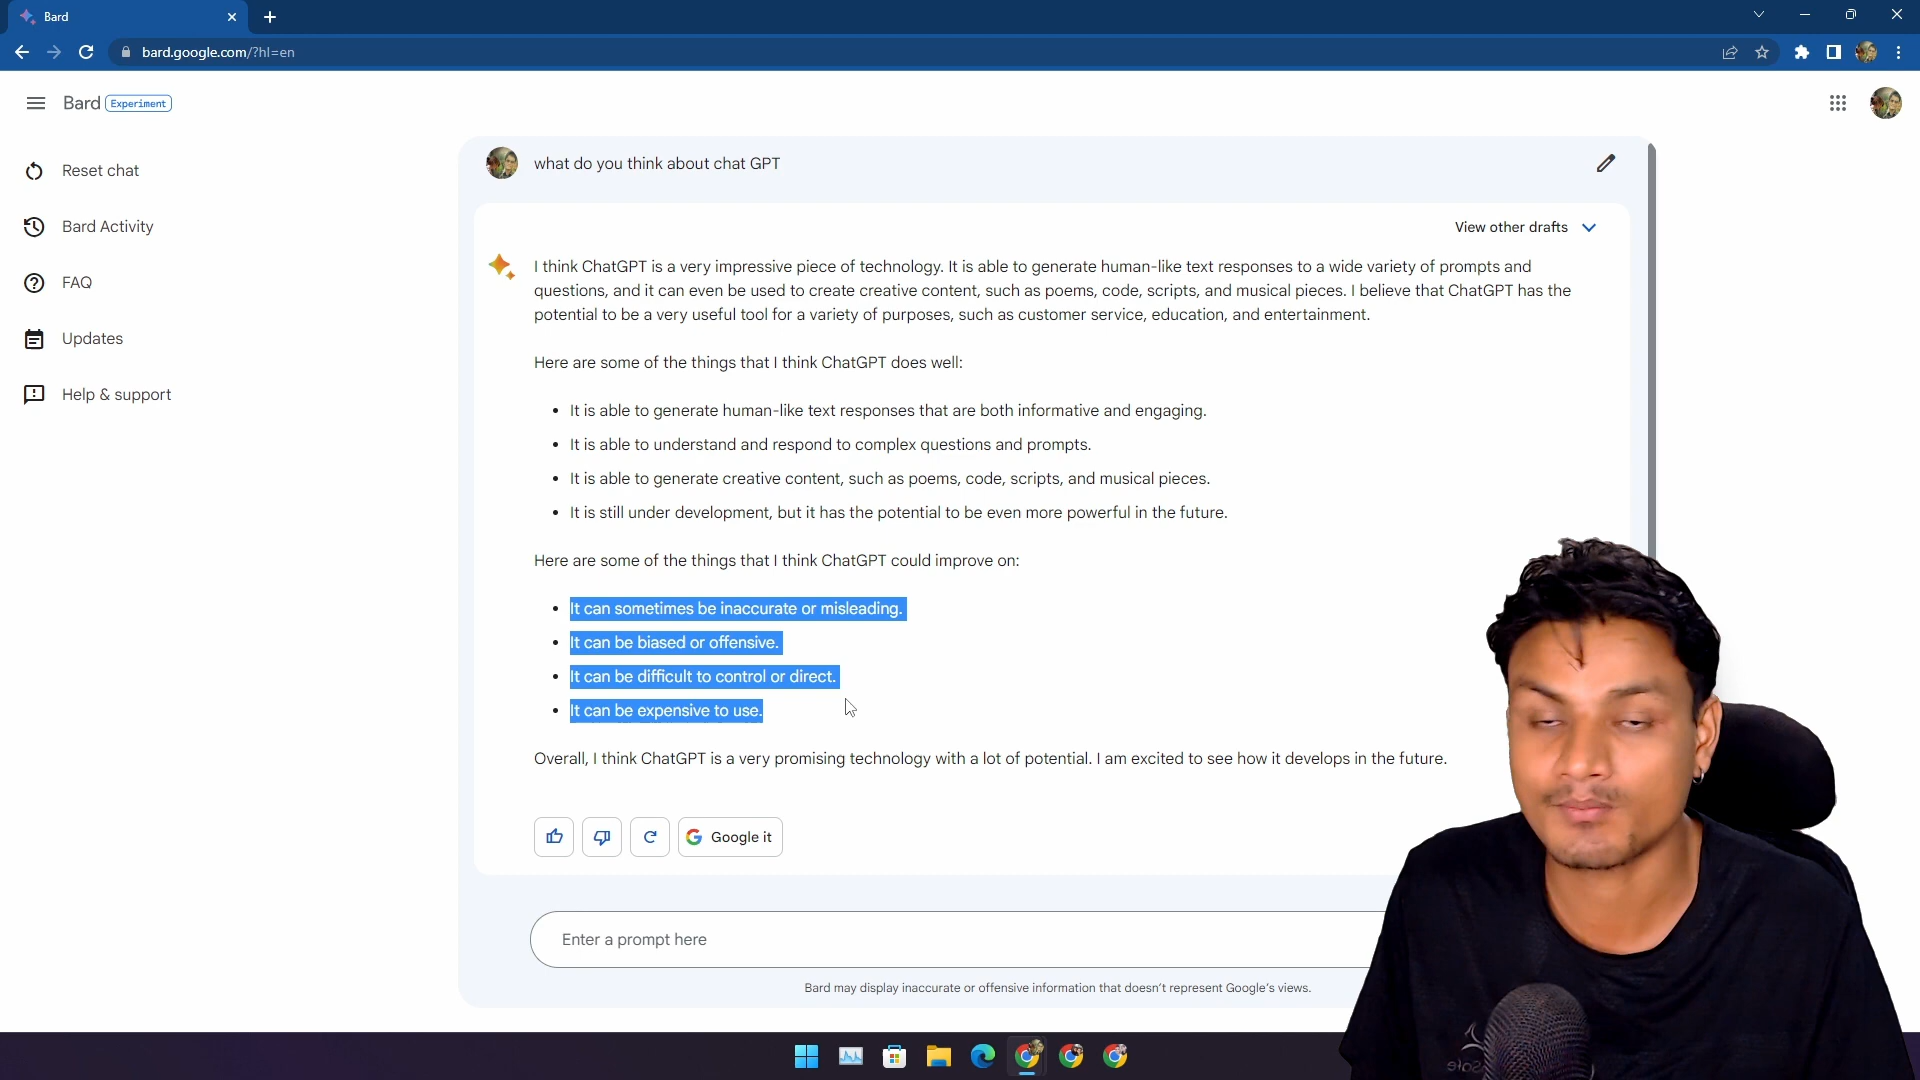 Bard
bard.google.com/?hl=en
Bard Experiment
Reset chat
Bard Activity
FAQ
Updates
Help & support
what do you think about chat GPT
View other drafts
I think ChatGPT is a very impressive piece of technology. It is able to generate human-like text responses to a wide variety of prompts and
questions, and it can even be used to create creative content, such as poems, code, scripts, and musical pieces. I believe that ChatGPT has the
potential to be a very useful tool for a variety of purposes, such as customer service, education, and entertainment.
Here are some of the things that I think ChatGPT does well:
• It is able to generate human-like text responses that are both informative and engaging.
• It is able to understand and respond to complex questions and prompts.
• It is able to generate creative content, such as poems, code, scripts, and musical pieces.
• It is still under development, but it has the potential to be even more powerful in the future.
Here are some of the things that I think ChatGPT could improve on:
• It can sometimes be inaccurate or misleading.
• It can be biased or offensive.
• It can be difficult to control or direct.
• It can be expensive to use.
Overall, I think ChatGPT is a very promising technology with a lot of potential. I am excited to see how it develops in the future.
Google it
Enter a prompt here
Bard may display inaccurate or offensive information that doesn't represent Google's views.